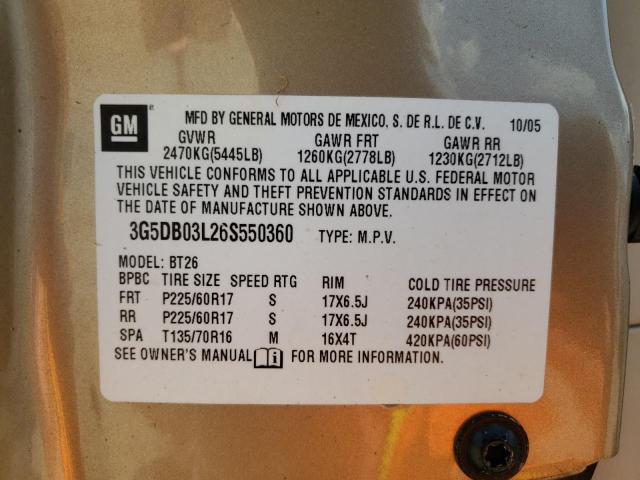 GM
MFD BY GENERAL MOTORS DE MEXICO, S. DE R.L. DE C.V. 10/05
GVWR GAWR FRT GAWR RR
2470KG(5445LB) 1260KG(2778LB) 1230KG(2712LB)
THIS VEHICLE CONFORMS TO ALL APPLICABLE U.S. FEDERAL MOTOR
VEHICLE SAFETY AND THEFT PREVENTION STANDARDS IN EFFECT ON
THE DATE OF MANUFACTURE SHOWN ABOVE.
3G5DB03L26S550360 TYPE: M.P.V.
MODEL: BT26
BPBC TIRE SIZE SPEED RTG RIM COLD TIRE PRESSURE
FRT P225/60R17 S 17X6.5J 240KPA(35PSI)
RR P225/60R17 S 17X6.5J 240KPA(35PSI)
SPA T135/70R16 M 16X4T 420KPA(60PSI)
SEE OWNER'S MANUAL i FOR MORE INFORMATION.